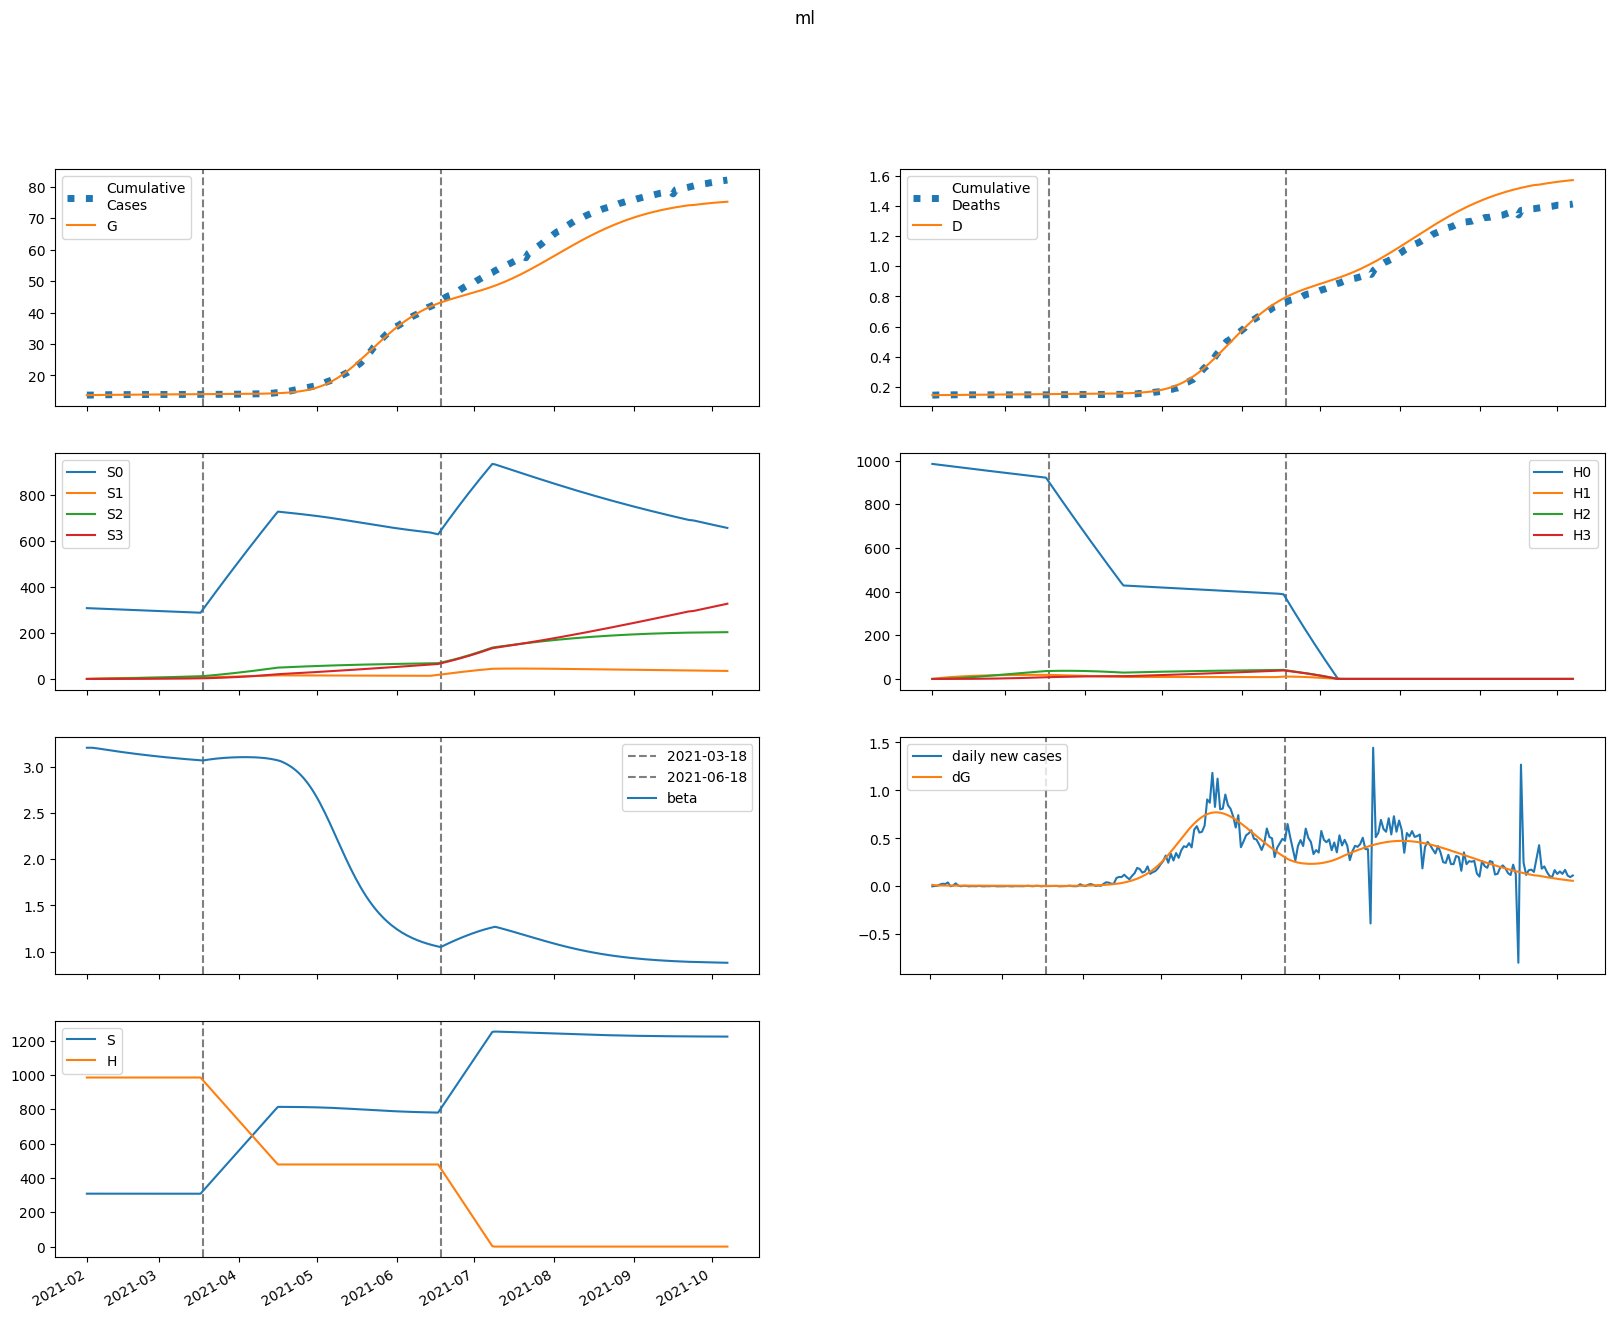 ml
Cumulative
Cases
G
80
70
60
50
40
30
20
Cumulative
Deaths
D
1.6
1.4
1.2
1.0
0.8
0.6
0.4
0.2
S0
S1
S2
S3
800
600
400
200
0
H0
H1
H2
H3
1000
800
600
400
200
0
2021-03-18
2021-06-18
beta
3.0
2.5
2.0
1.5
1.0
daily new cases
dG
1.5
1.0
0.5
0.0
−0.5
S
H
1200
1000
800
600
400
200
0
2021-02
2021-03
2021-04
2021-05
2021-06
2021-07
2021-08
2021-09
2021-10